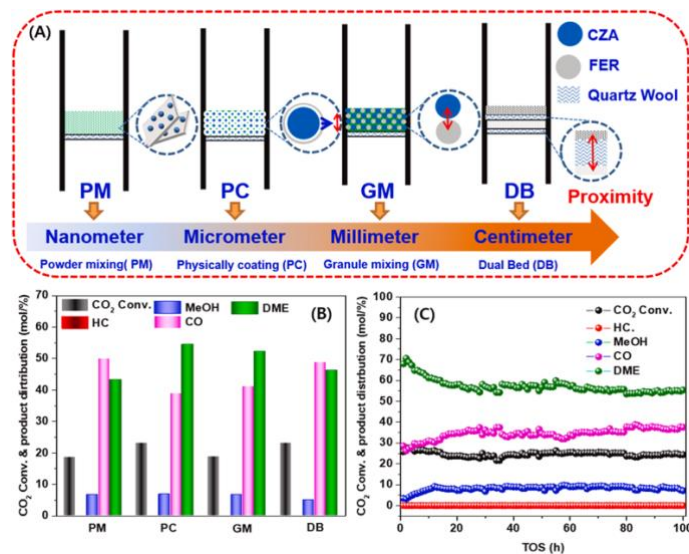 (A)
CZA
FER
Quartz Wool
PM
PC
GM
DB
Proximity
Nanometer
Micrometer
Millimeter
Centimeter
Powder mixing( PM)
Physically coating (PC)
Granule mixing (GM)
Dual Bed (DB)
(B)
CO₂ Conv.
MeOH
DME
HC
CO
CO₂ Conv. & product dirtribution (mol/%)
70
60
50
40
30
20
10
0
PM
PC
GM
DB
(C)
CO₂ Conv.
HC.
MeOH
CO
DME
CO₂ Conv. & product distribution (mol/%)
100
90
80
70
60
50
40
30
20
10
0
0
20
40
60
80
100
TOS (h)